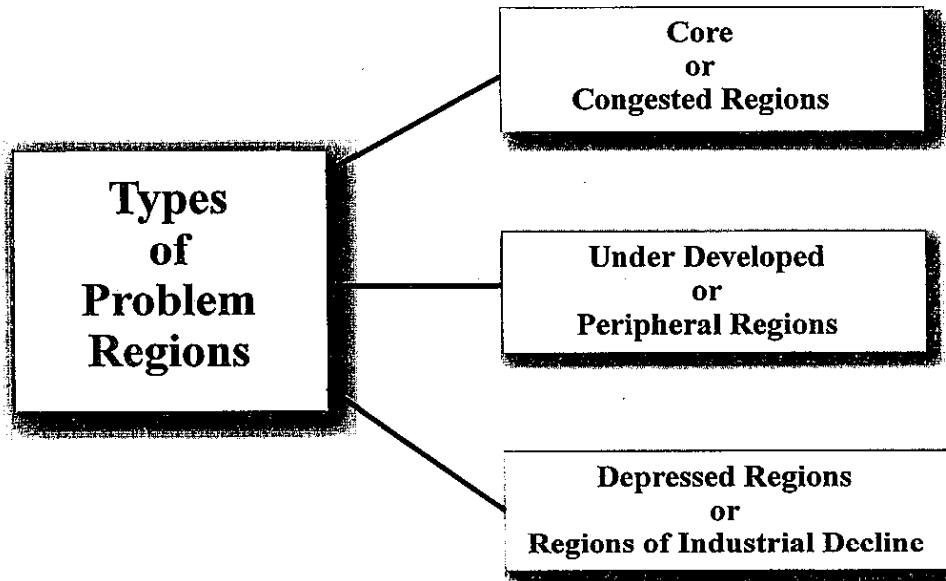 Types
of
Problem
Regions
Core
or
Congested Regions
Under Developed
or
Peripheral Regions
Depressed Regions
or
Regions of Industrial Decline